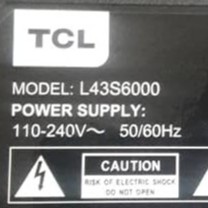 TCL
MODEL: L43S6000
POWER SUPPLY:
110-240V~ 50/60Hz
CAUTION
RISK OF ELECTRIC SHOCK
DO NOT OPEN